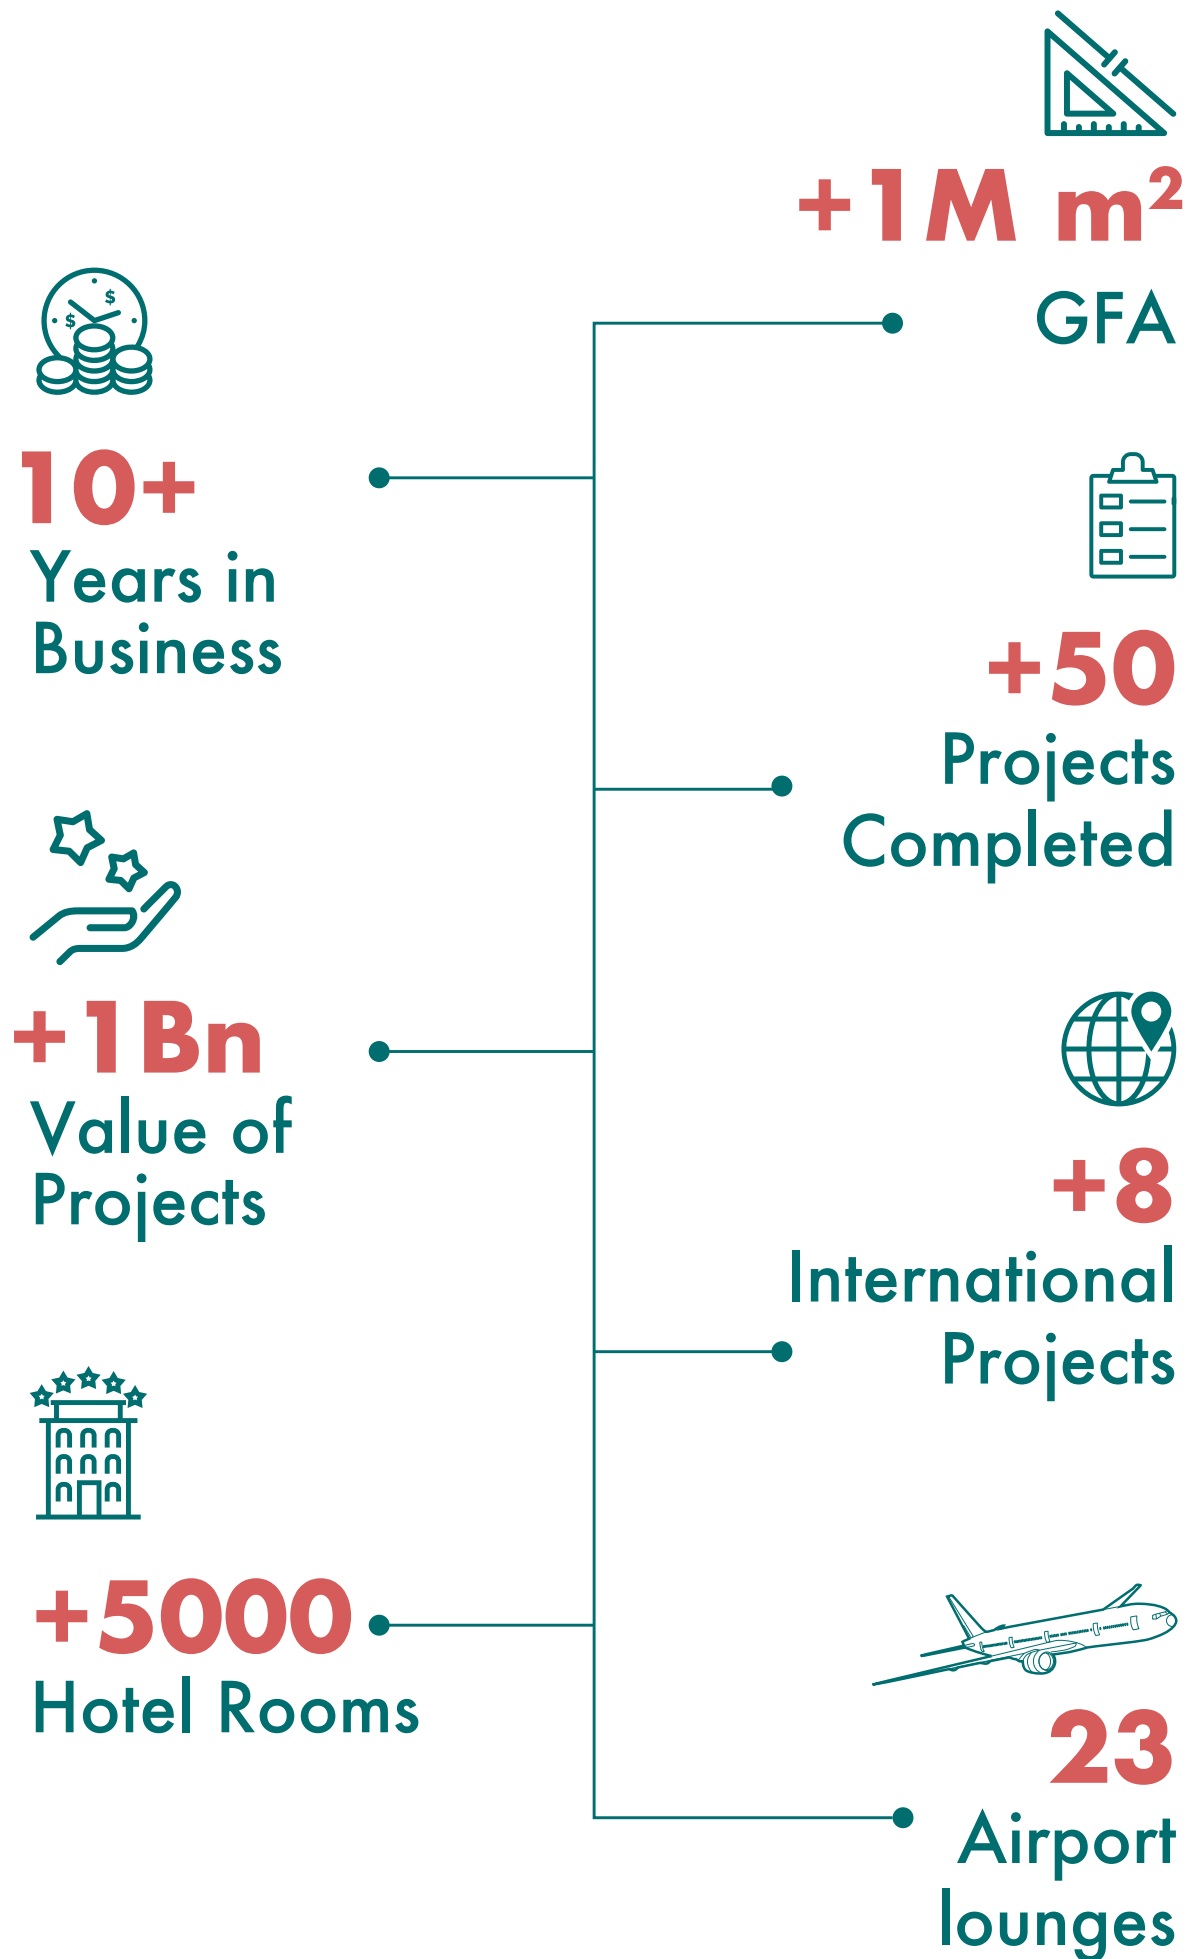 +1M m²
GFA
$
$
10+
Years in
Business
+50
Projects
Completed
+1Bn
Value of
Projects
+8
International
Projects
+5000
Hotel Rooms
23
Airport
lounges